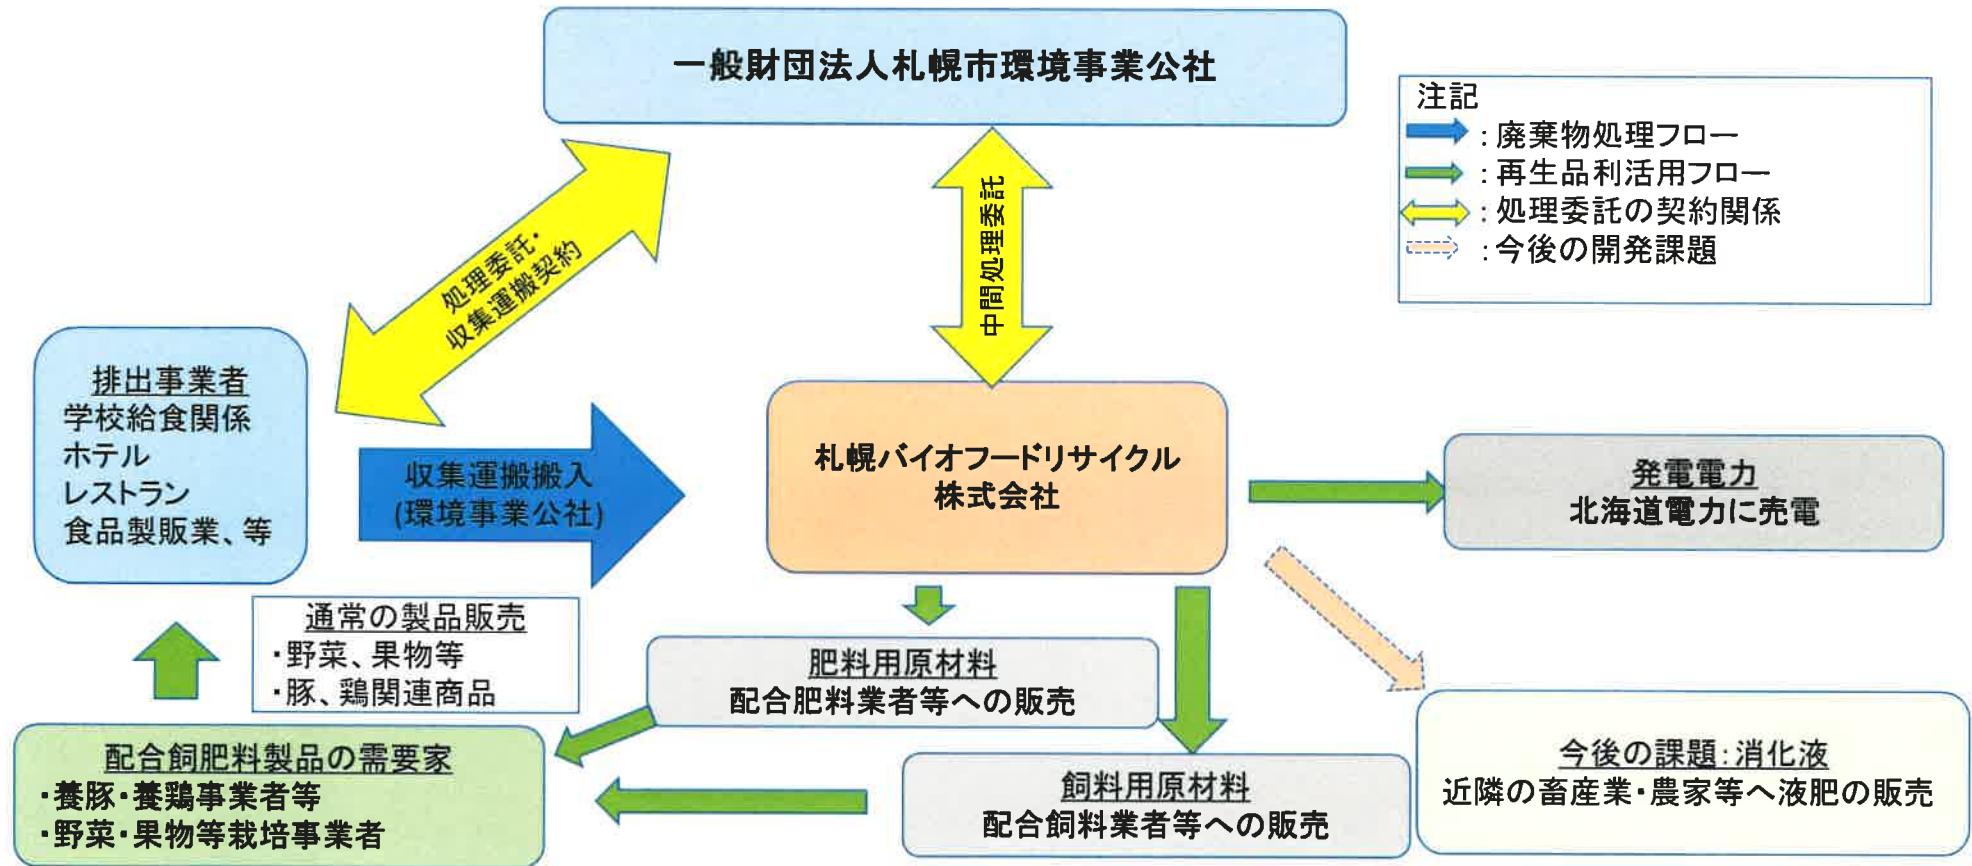 一般財団法人札幌市環境事業公社
注記
：廃棄物処理フロー
：再生品利活用フロー
：処理委託の契約関係
：今後の開発課題
処理委託・
収集運搬契約
中間処理委託
排出事業者
学校給食関係
ホテル
レストラン
食品製販業、等
収集運搬搬入
(環境事業公社)
札幌バイオフードリサイクル
株式会社
発電電力
北海道電力に売電
通常の製品販売
・野菜、果物等
・豚、鶏関連商品
肥料用原材料
配合肥料業者等への販売
配合飼肥料製品の需要家
・養豚・養鶏事業者等
・野菜・果物等栽培事業者
飼料用原材料
配合飼料業者等への販売
今後の課題：消化液
近隣の畜産業・農家等へ液肥の販売